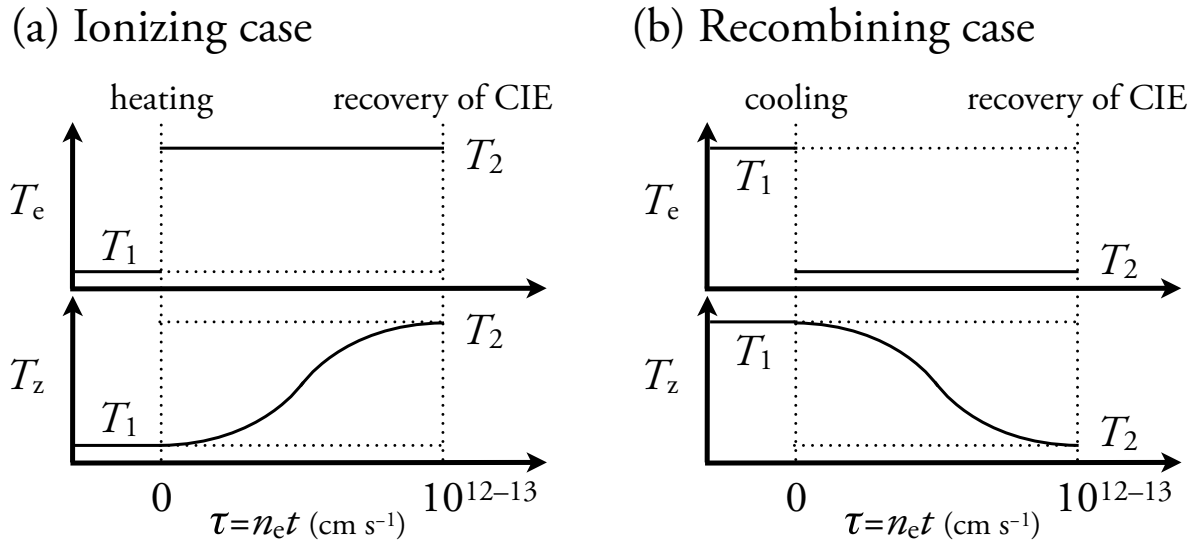 (a) Ionizing case
heating
recovery of CIE
Te
T1
T2
Tz
T1
T2
0
10^12–13
τ=net (cm s–1)
(b) Recombining case
cooling
recovery of CIE
Te
T1
T2
Tz
T1
T2
0
10^12–13
τ=net (cm s–1)